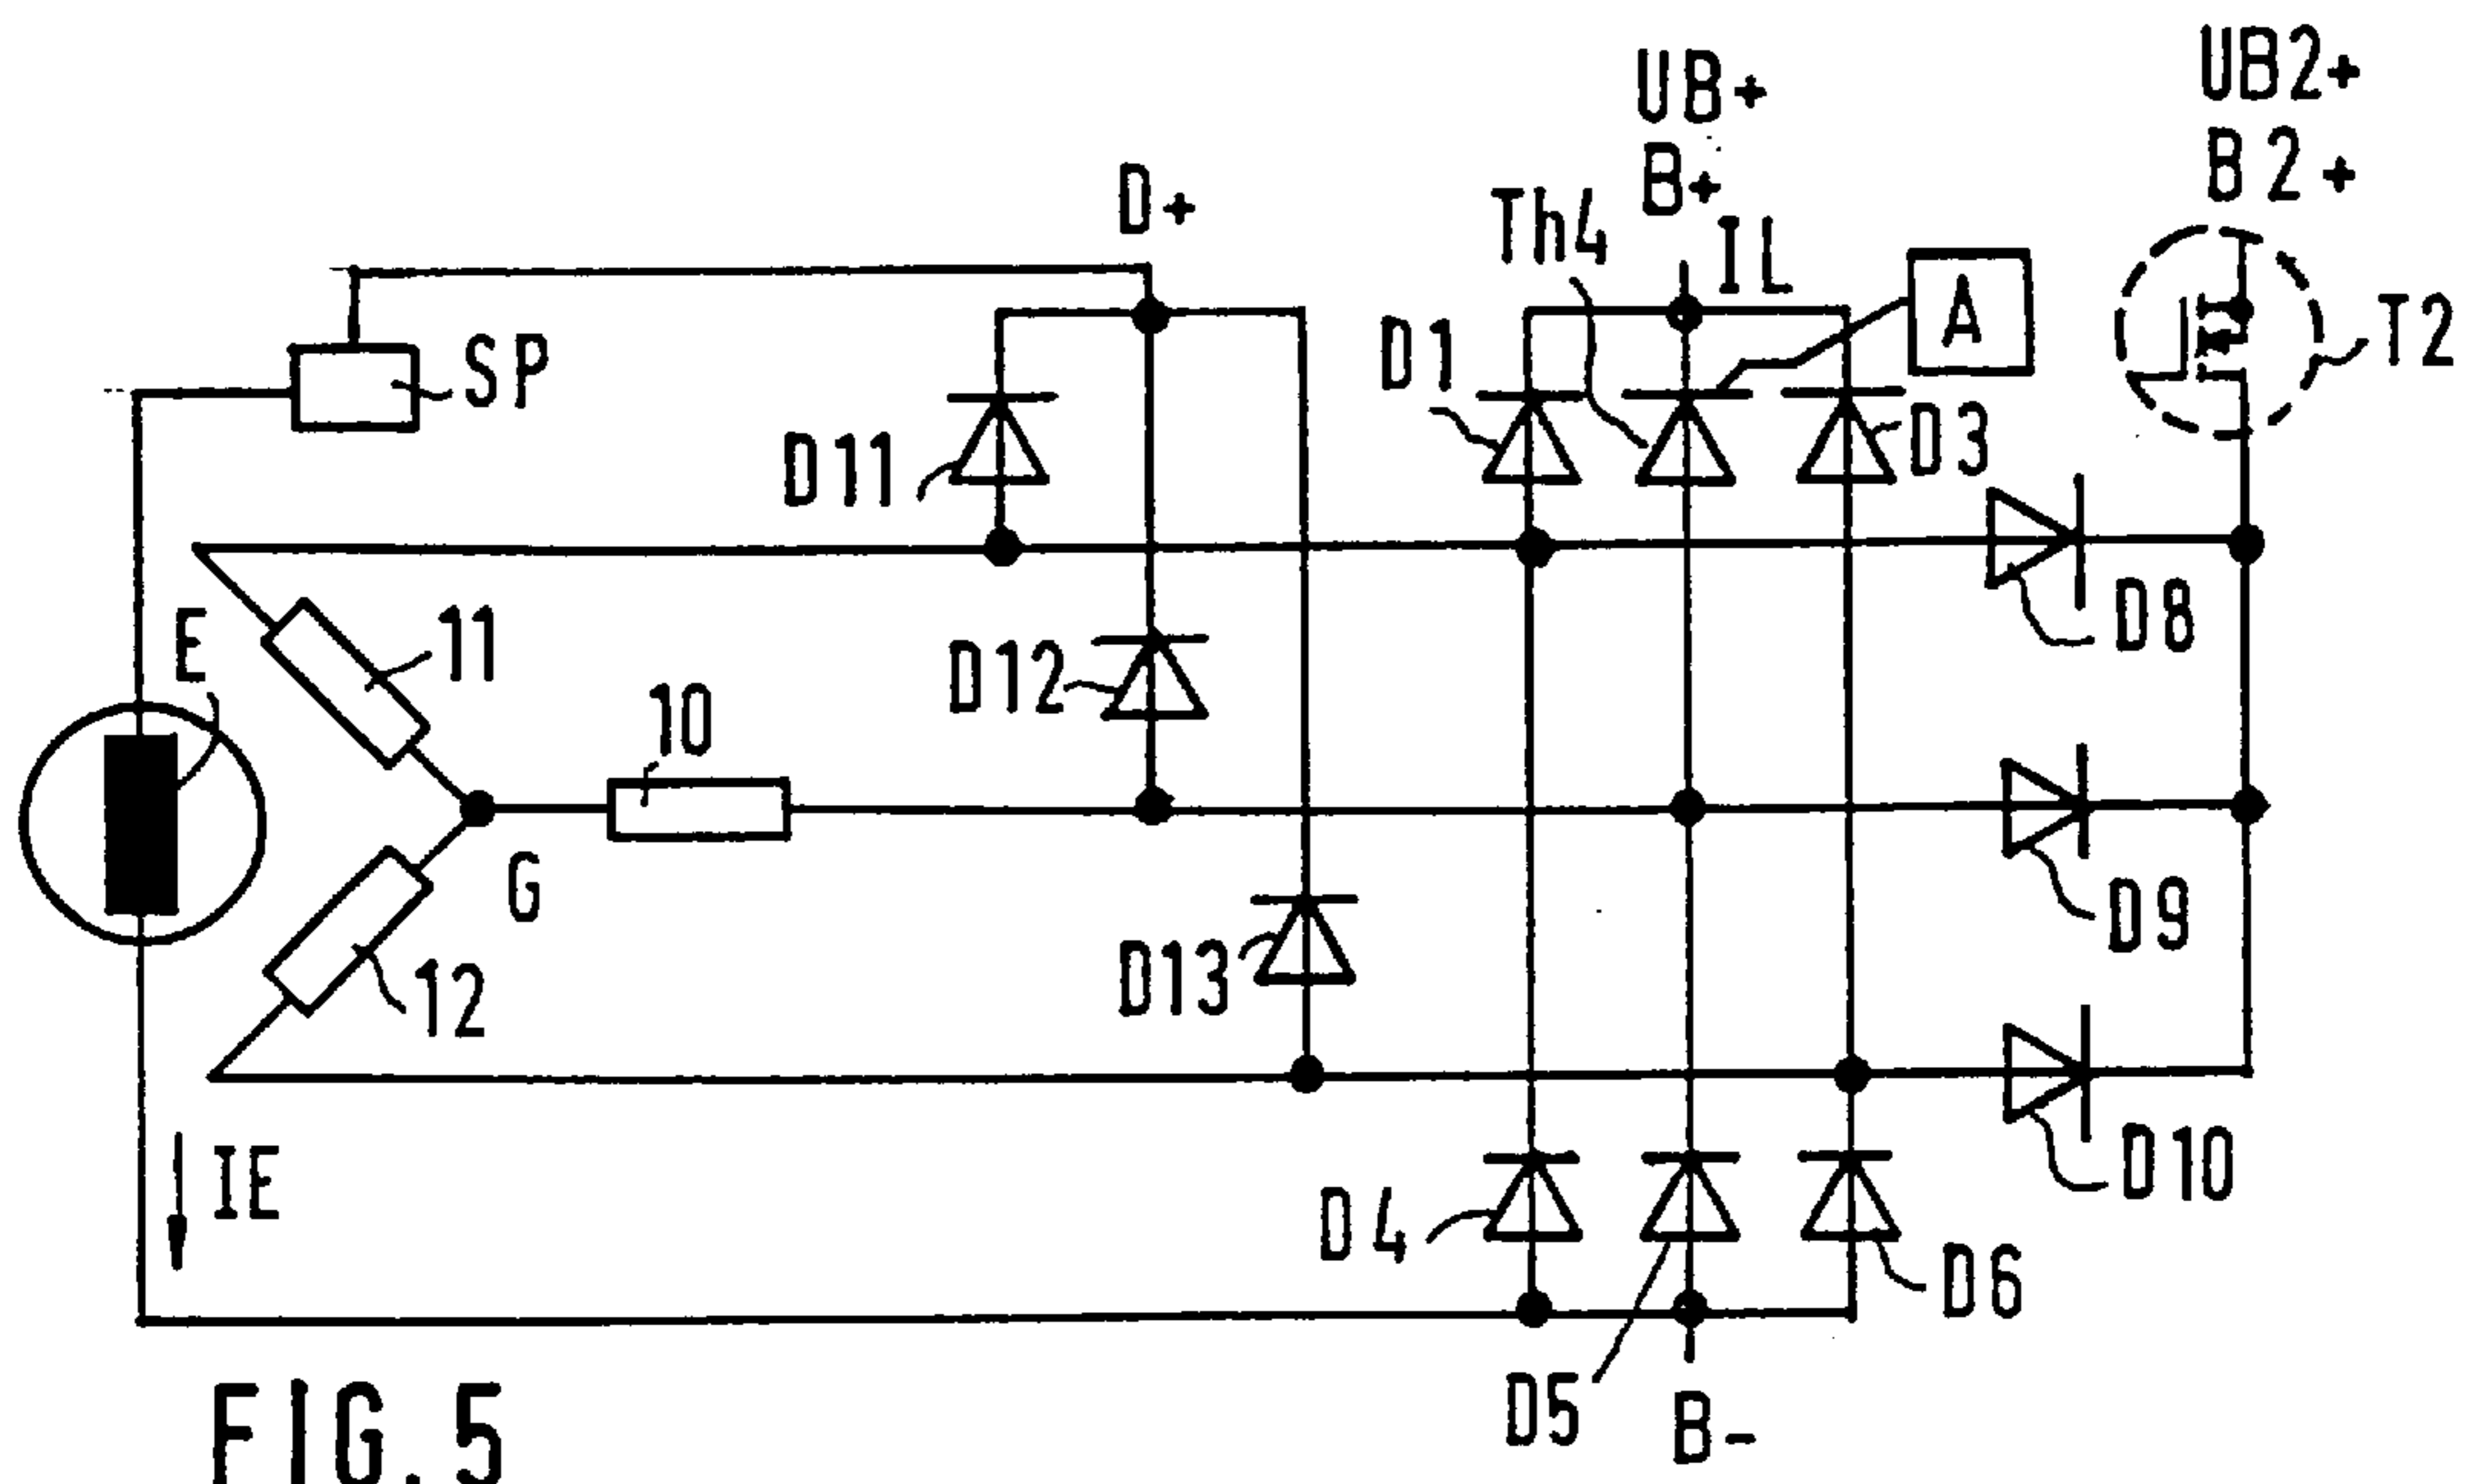 UB2+
UB+
B2+
B+
D+
Th4
IL
A
D1
T2
SP
D3
D11
D8
E
11
D12
10
G
D9
D13
12
D10
IE
D4
D6
D5
B-
FIG.5